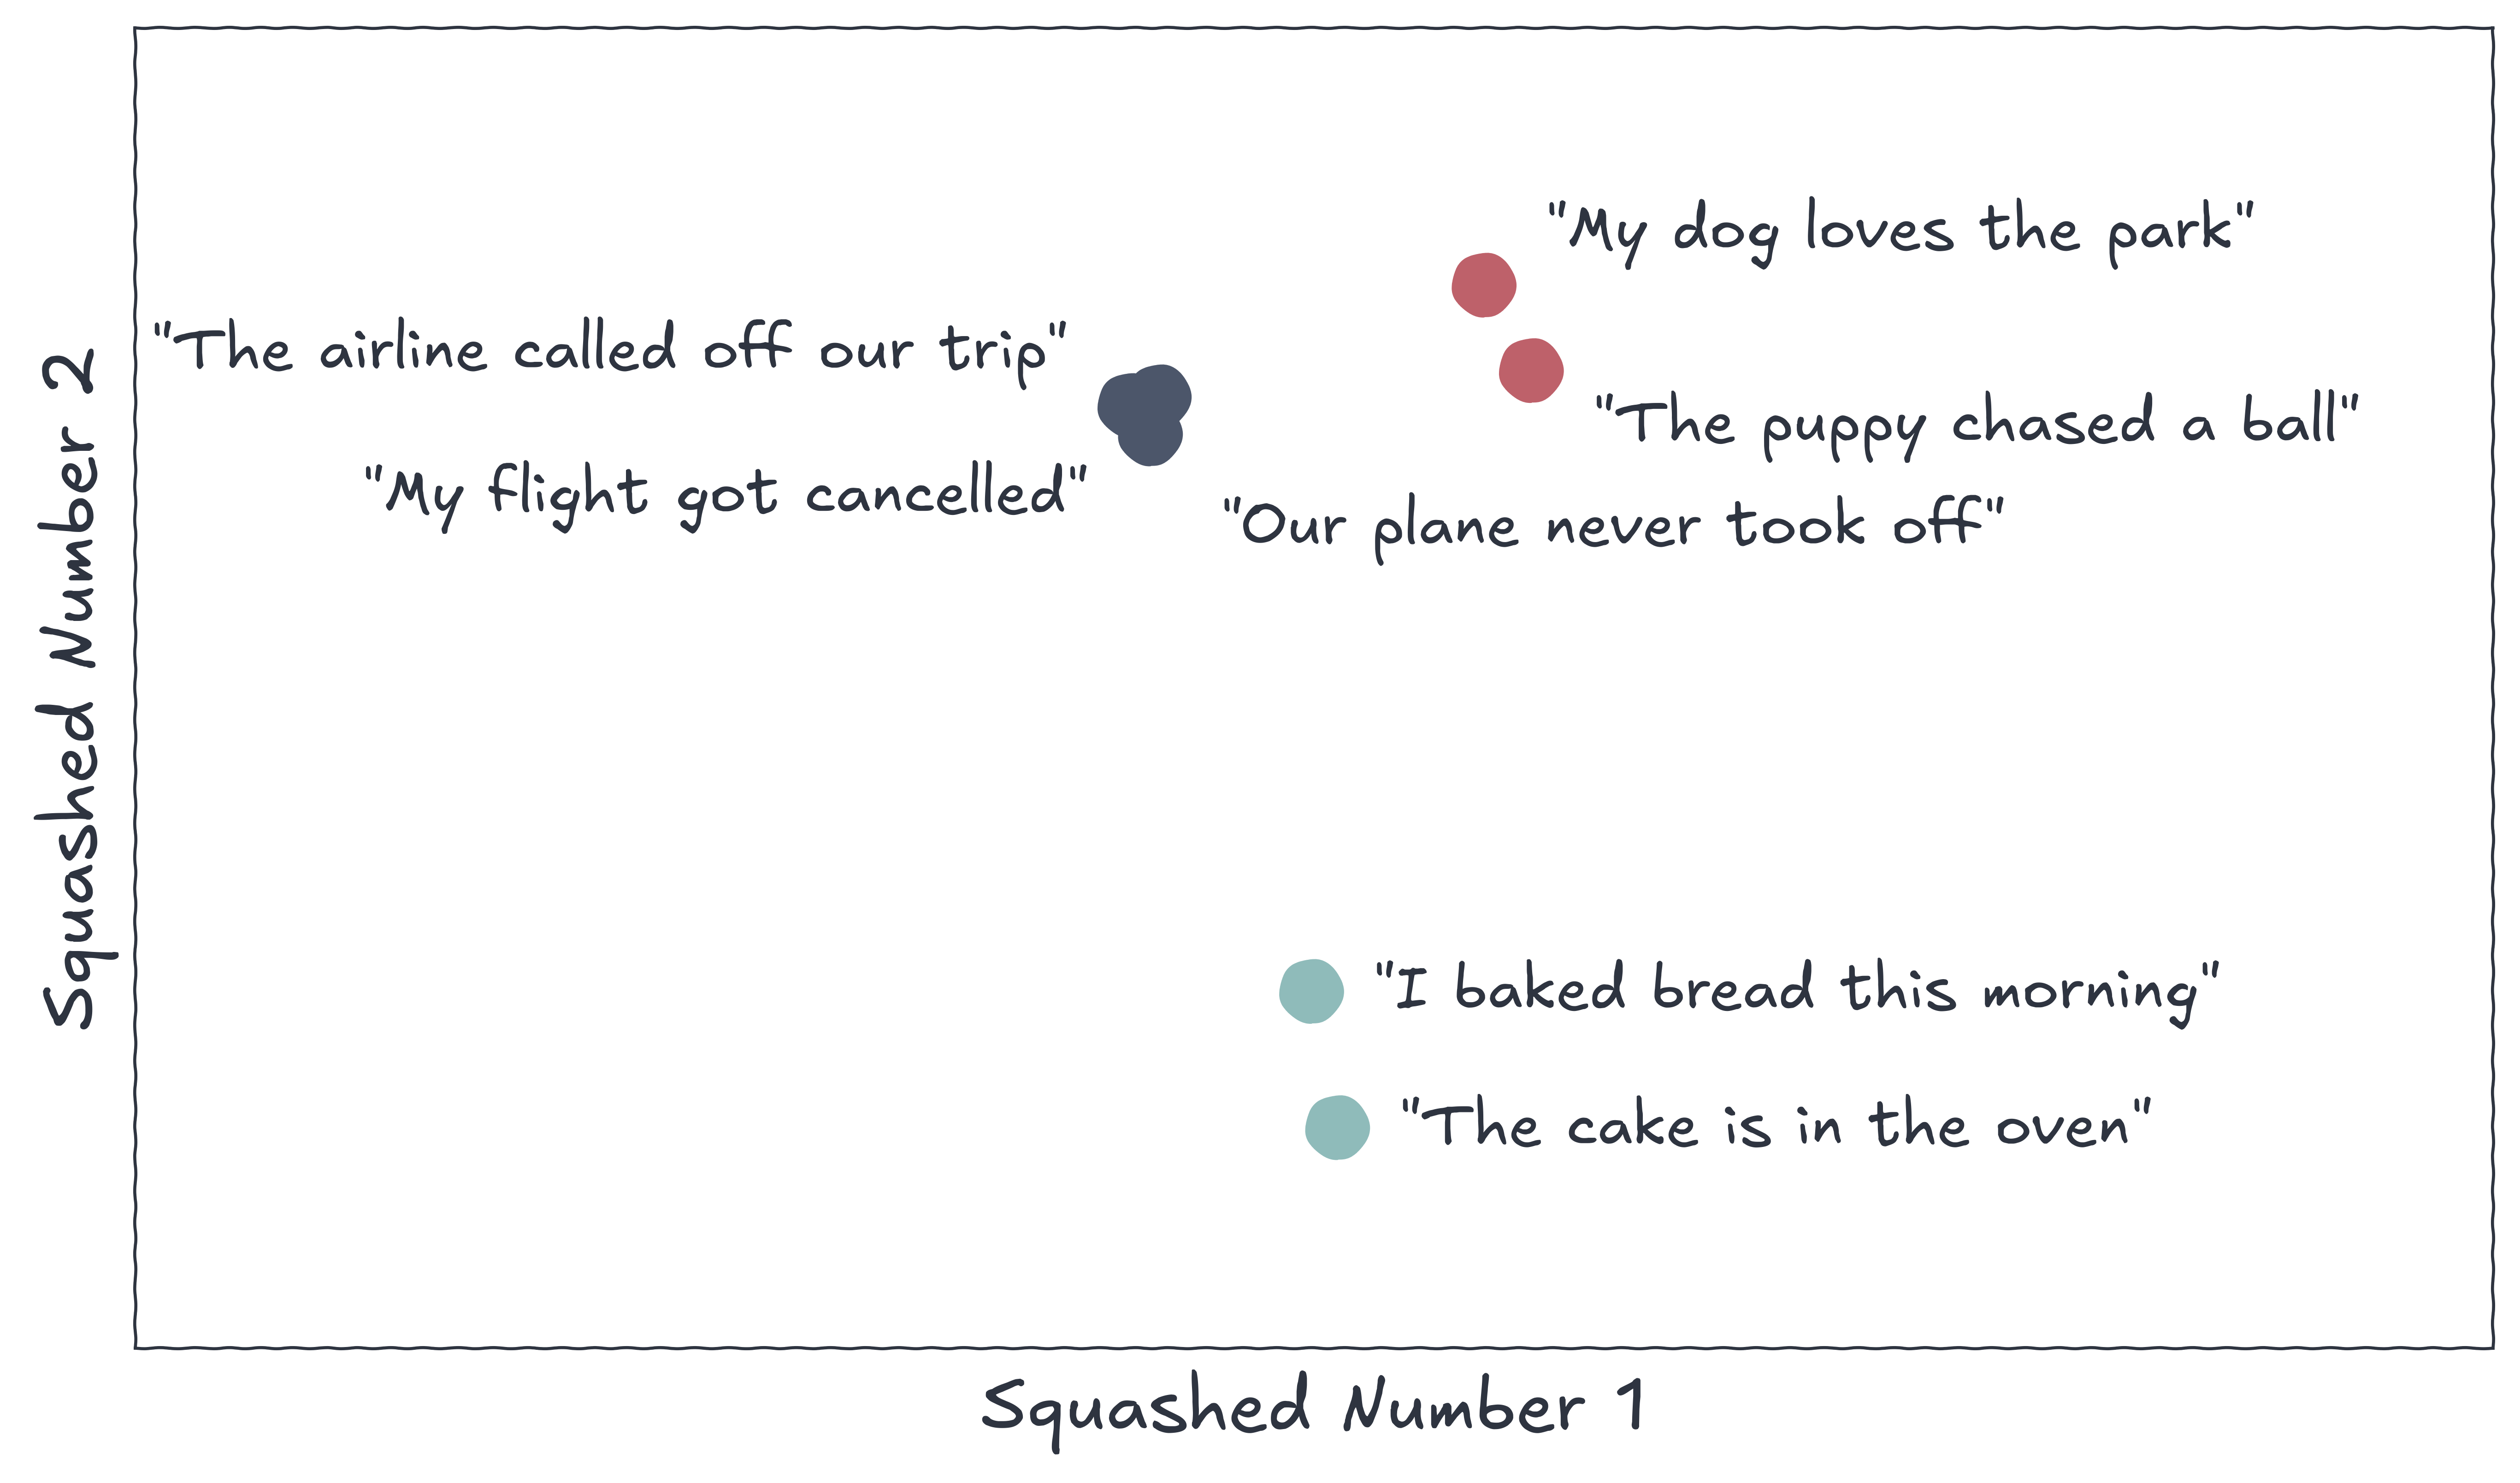 "My dog loves the park"
"The airline called off our trip"
"The puppy chased a ball"
"My flight got cancelled"
"Our plane never took off"
"I baked bread this morning"
"The cake is in the oven"
Squashed Number 2
Squashed Number 1